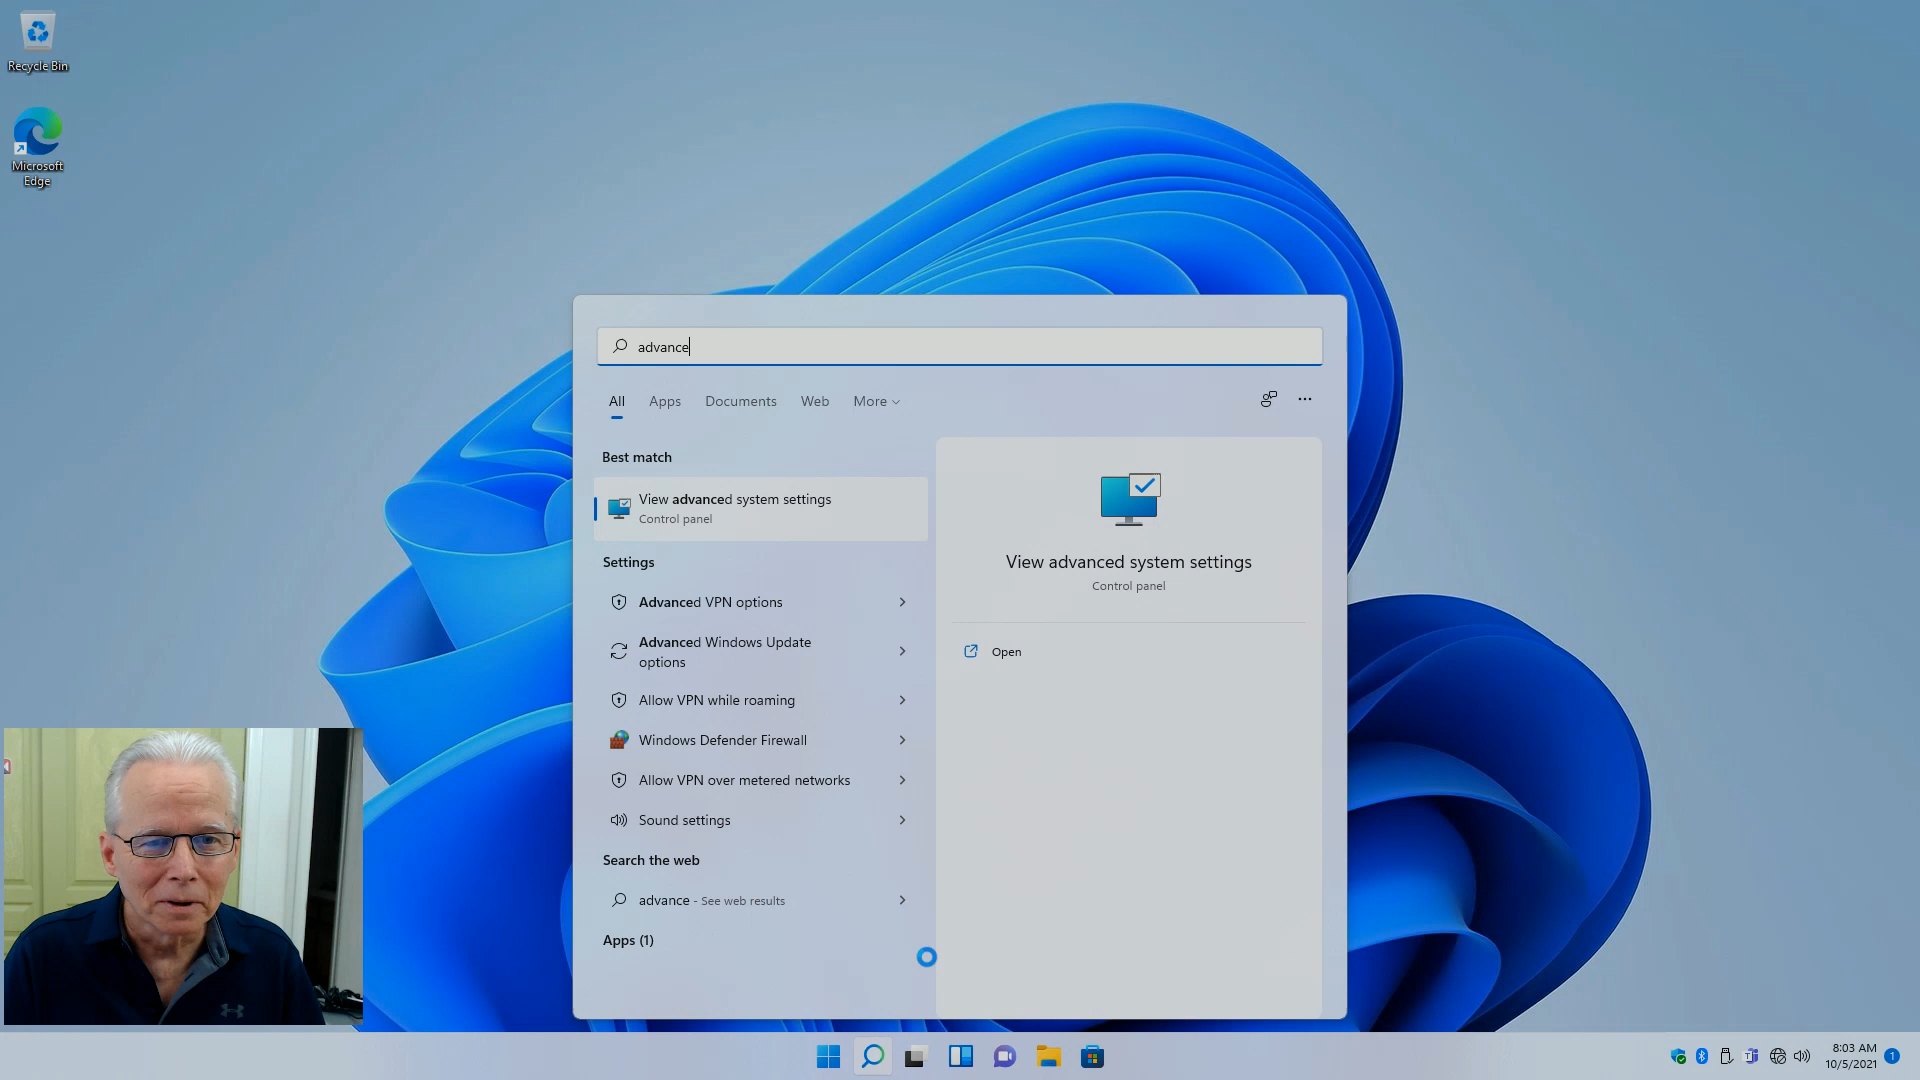 Recycle Bin
Microsoft
Edge
advance
All Apps Documents Web More
Best match
View advanced system settings
Control panel
Settings
Advanced VPN options
Advanced Windows Update
options
Allow VPN while roaming
Windows Defender Firewall
Allow VPN over metered networks
Sound settings
Search the web
advance - See web results
Apps (1)
View advanced system settings
Control panel
Open
8:03 AM
10/5/2021
1